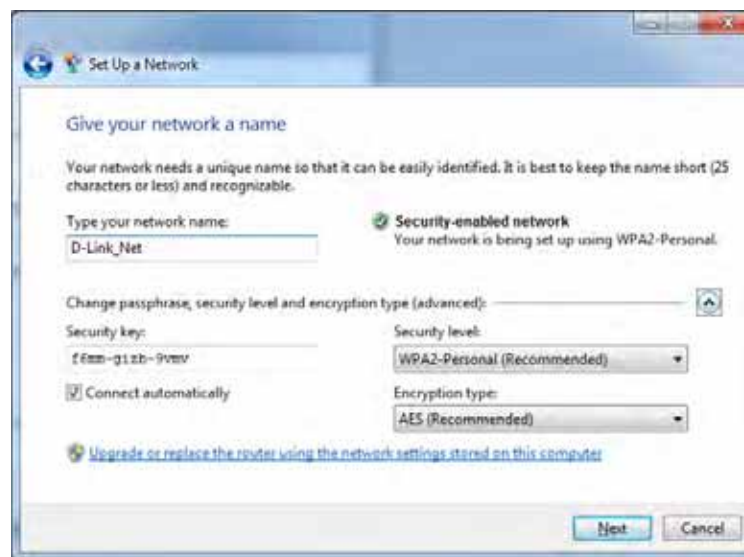 Set Up a Network
Give your network a name
Your network needs a unique name so that it can be easily identified. It is best to keep the name short (25
characters or less) and recognizable.
Type your network name:
D-Link_Net
Security-enabled network
Your network is being set up using WPA2-Personal.
Change passphrase, security level and encryption type (advanced):
Security key:
f6mm-gizb-9vmv
Connect automatically
Security level:
WPA2-Personal (Recommended)
Encryption type:
AES (Recommended)
Upgrade or replace the router using the network settings stored on this computer
Next
Cancel